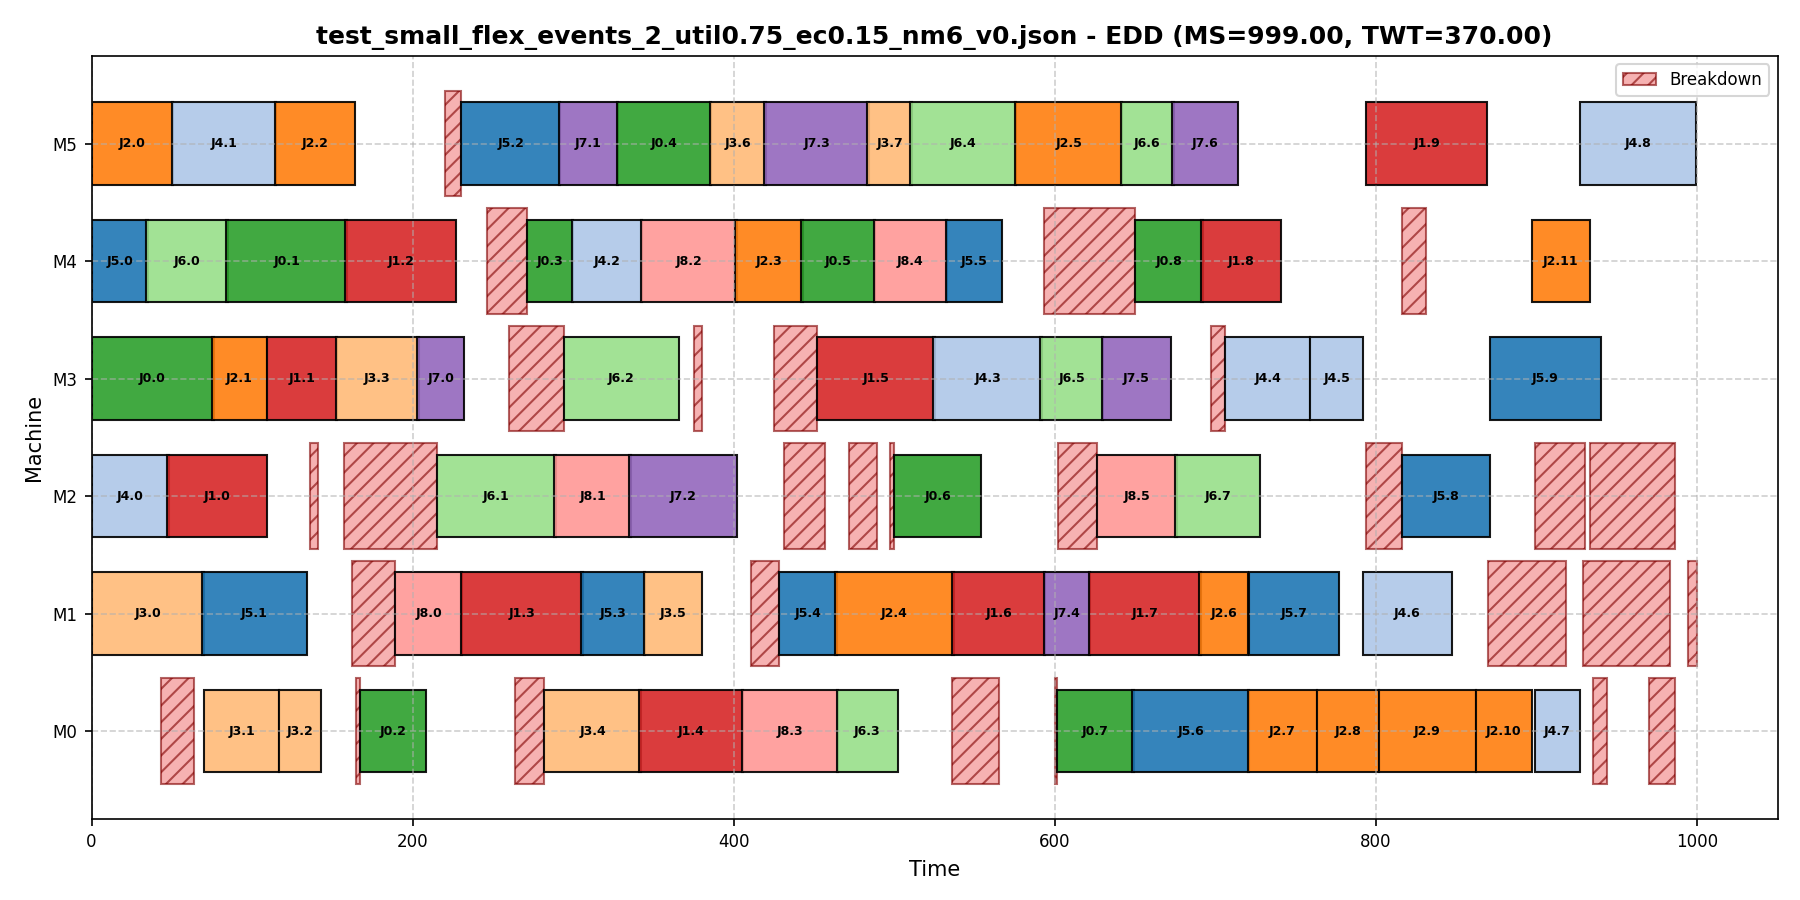 test_small_flex_events_2_util0.75_ec0.15_nm6_v0.json - EDD (MS=999.00, TWT=370.00)
Breakdown
M5 J2.0 J4.1 J2.2 J5.2 J7.1 J0.4 J3.6 J7.3 J3.7 J6.4 J2.5 J6.6 J7.6 J1.9 J4.8
M4 J5.0 J6.0 J0.1 J1.2 J0.3 J4.2 J8.2 J2.3 J0.5 J8.4 J5.5 J0.8 J1.8 J2.11
M3 J0.0 J2.1 J1.1 J3.3 J7.0 J6.2 J1.5 J4.3 J6.5 J7.5 J4.4 J4.5 J5.9
M2 J4.0 J1.0 J6.1 J8.1 J7.2 J0.6 J8.5 J6.7 J5.8
M1 J3.0 J5.1 J8.0 J1.3 J5.3 J3.5 J5.4 J2.4 J1.6 J7.4 J1.7 J2.6 J5.7 J4.6
M0 J3.1 J3.2 J0.2 J3.4 J1.4 J8.3 J6.3 J0.7 J5.6 J2.7 J2.8 J2.9 J2.10 J4.7
Machine
0 200 400 600 800 1000
Time